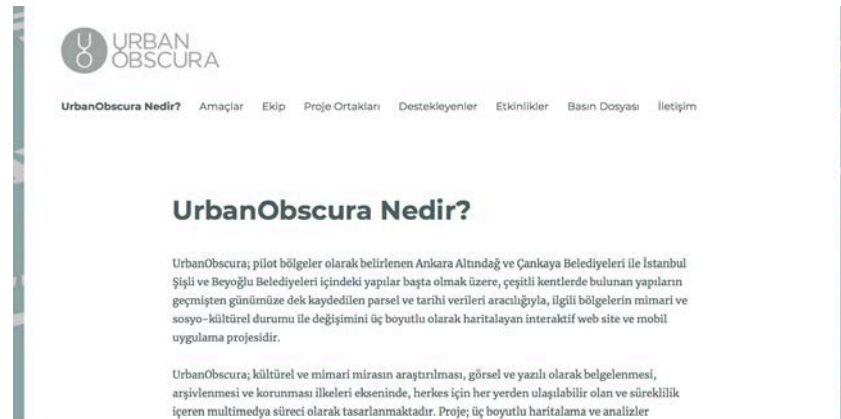 URBAN
OBSCURA
UrbanObscura Nedir? Amaçlar Ekip Proje Ortakları Destekleyenler Etkinlikler Basın Dosyası İletişim
UrbanObscura Nedir?
UrbanObscura; pilot bölgeler olarak belirlenen Ankara Altındağ ve Çankaya Belediyeleri ile İstanbul
Şişli ve Beyoğlu Belediyeleri içindeki yapılar başta olmak üzere, çeşitli kentlerde bulunan yapıların
geçmişten günümüze dek kaydedilen parsel ve tarihi verileri aracılığıyla, ilgili bölgelerin mimari ve
sosyo-kültürel durumu ile değişimini üç boyutlu olarak haritalayan interaktif web site ve mobil
uygulama projesidir.
UrbanObscura; kültürel ve mimari mirasın araştırılması, görsel ve yazılı olarak belgelenmesi,
arşivlenmesi ve korunması ilkeleri ekseninde, herkes için her yerden ulaşılabilir olan ve süreklilik
içeren multimedya süreci olarak tasarlanmaktadır. Proje; üç boyutlu haritalama ve analizler